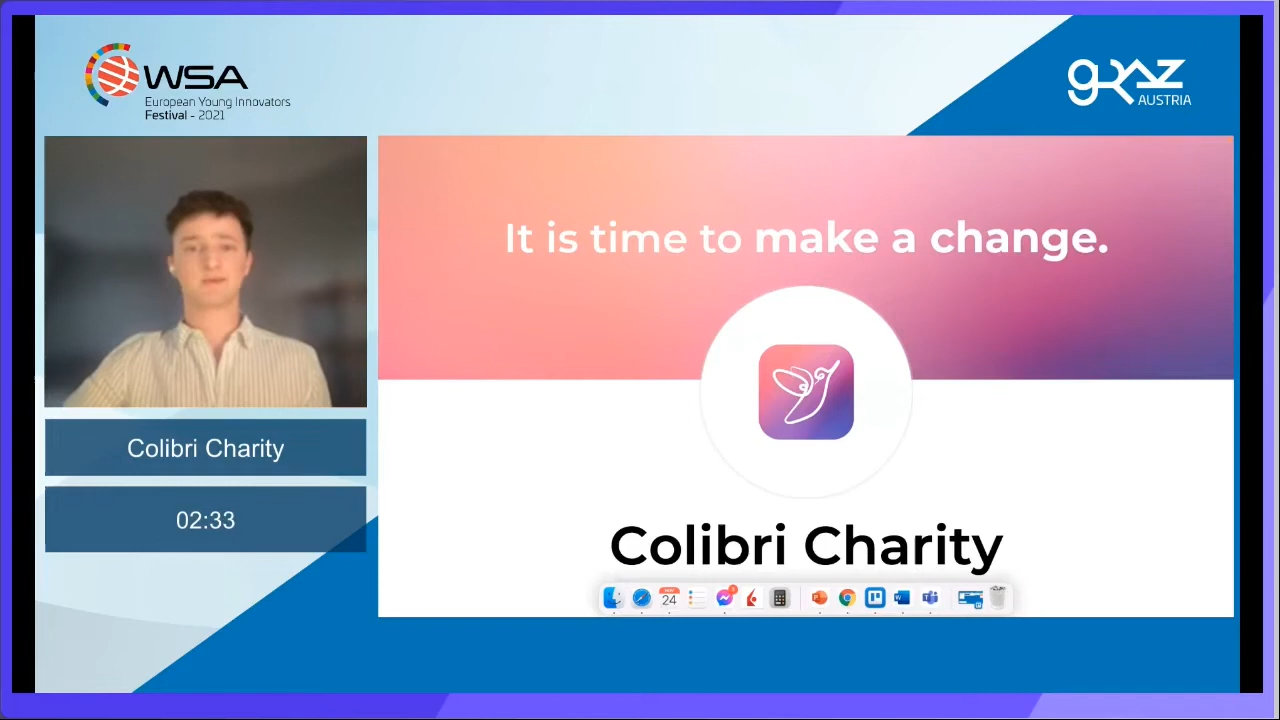 WSA
European Young Innovators
Festival - 2021
GRAZ
AUSTRIA
It is time to make a change.
Colibri Charity
02:33
Colibri Charity
24